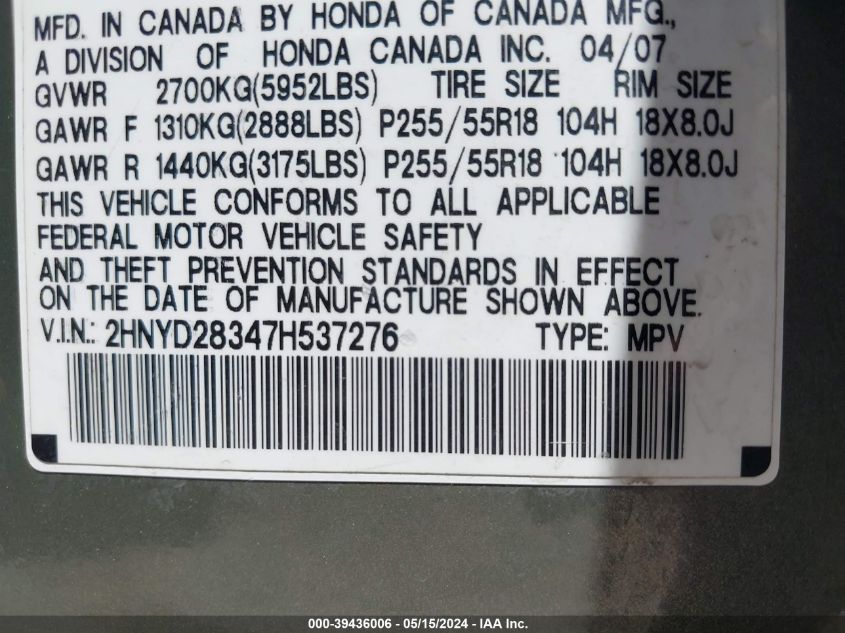 MFD. IN CANADA BY HONDA OF CANADA MFG.,
A DIVISION OF HONDA CANADA INC. 04/07
GVWR 2700KG(5952LBS) TIRE SIZE RIM SIZE
GAWR F 1310KG(2888LBS) P255/55R18 104H 18X8.0J
GAWR R 1440KG(3175LBS) P255/55R18 104H 18X8.0J
THIS VEHICLE CONFORMS TO ALL APPLICABLE
FEDERAL MOTOR VEHICLE SAFETY
AND THEFT PREVENTION STANDARDS IN EFFECT
ON THE DATE OF MANUFACTURE SHOWN ABOVE.
V.I.N.: 2HNYD28347H537276 TYPE: MPV
000-39436006 - 05/15/2024 - IAA Inc.